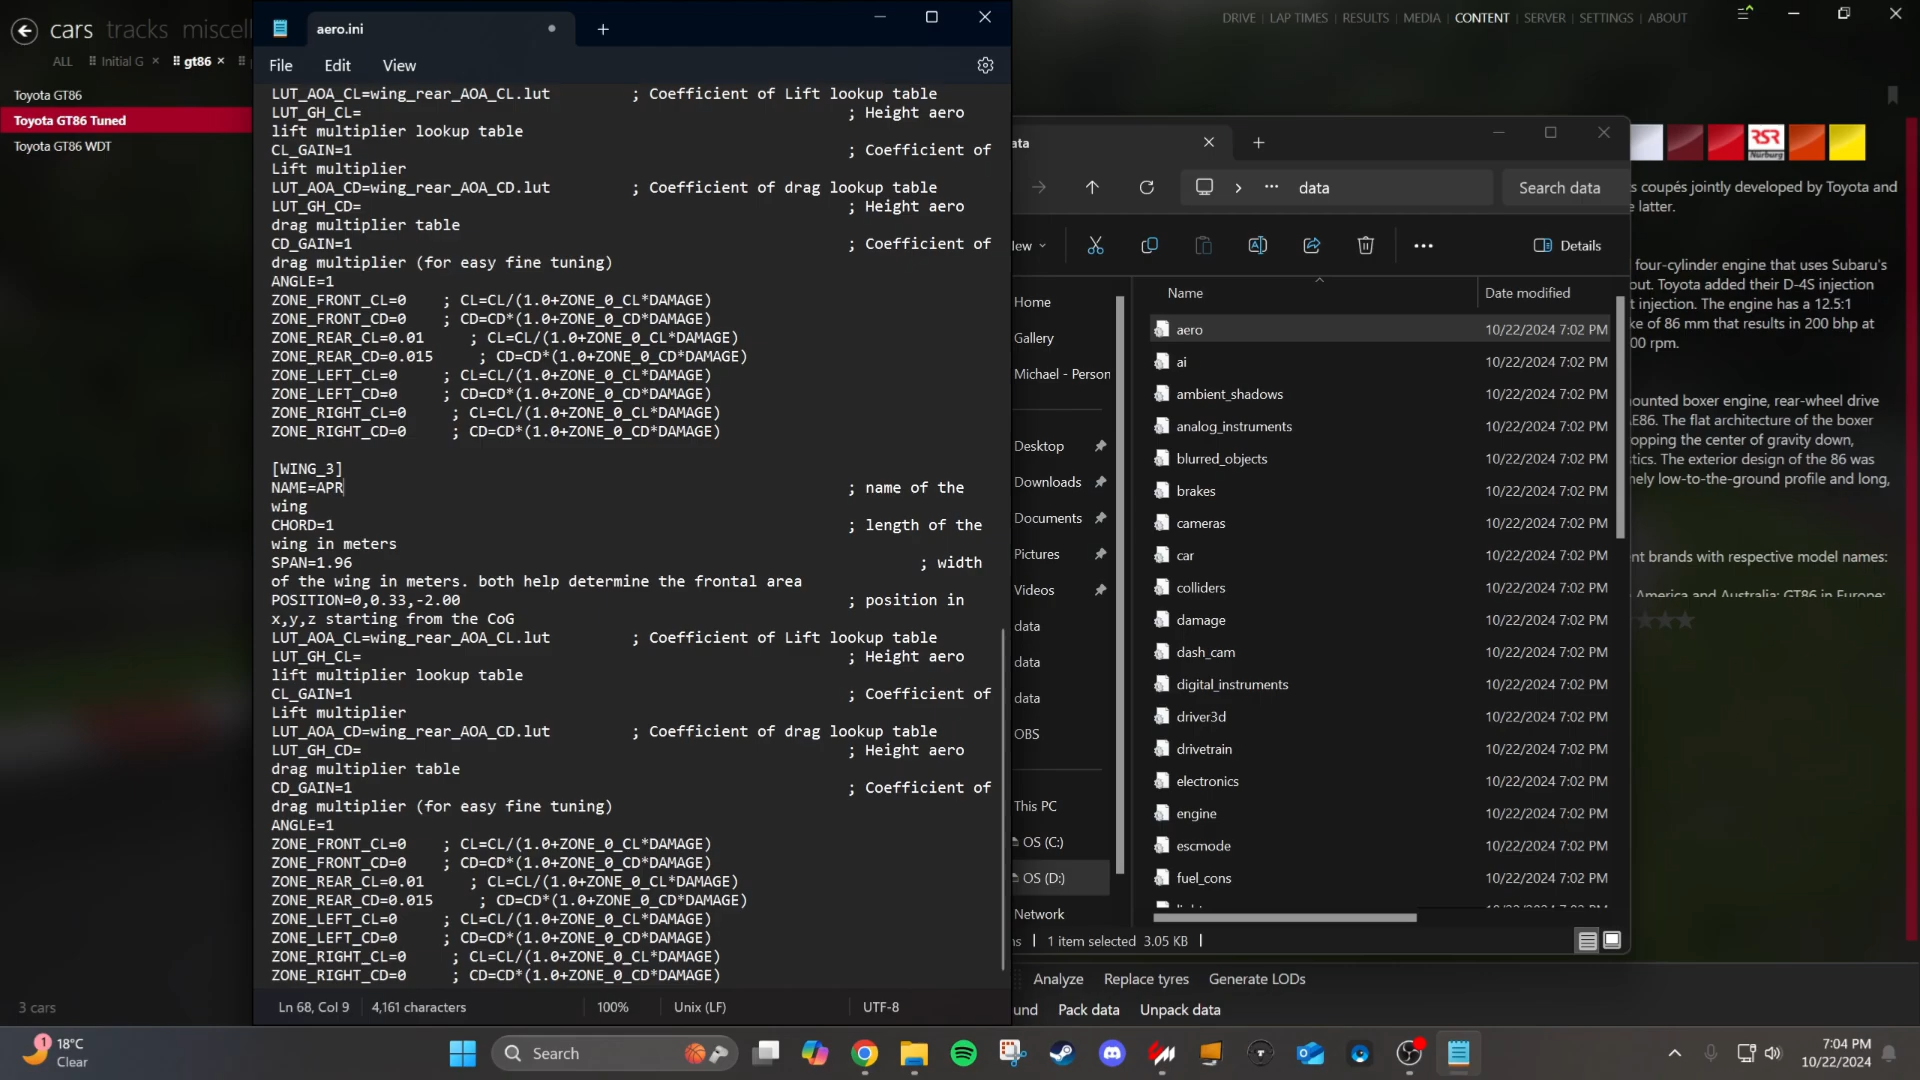 cars tracks miscell
ALL Initial G × gt86 ×
Toyota GT86
Toyota GT86 Tuned
Toyota GT86 WDT
3 cars
aero.ini
File Edit View
LUT_AOA_CL=wing_rear_AOA_CL.lut ; Coefficient of Lift lookup table
LUT_GH_CL= ; Height aero
lift multiplier lookup table
CL_GAIN=1 ; Coefficient of
Lift multiplier
LUT_AOA_CD=wing_rear_AOA_CD.lut ; Coefficient of drag lookup table
LUT_GH_CD= ; Height aero
drag multiplier table
CD_GAIN=1 ; Coefficient of
drag multiplier (for easy fine tuning)
ANGLE=1
ZONE_FRONT_CL=0 ; CL=CL/(1.0+ZONE_0_CL*DAMAGE)
ZONE_FRONT_CD=0 ; CD=CD*(1.0+ZONE_0_CD*DAMAGE)
ZONE_REAR_CL=0.01 ; CL=CL/(1.0+ZONE_0_CL*DAMAGE)
ZONE_REAR_CD=0.015 ; CD=CD*(1.0+ZONE_0_CD*DAMAGE)
ZONE_LEFT_CL=0 ; CL=CL/(1.0+ZONE_0_CL*DAMAGE)
ZONE_LEFT_CD=0 ; CD=CD*(1.0+ZONE_0_CD*DAMAGE)
ZONE_RIGHT_CL=0 ; CL=CL/(1.0+ZONE_0_CL*DAMAGE)
ZONE_RIGHT_CD=0 ; CD=CD*(1.0+ZONE_0_CD*DAMAGE)
[WING_3]
NAME=APR ; name of the
wing
CHORD=1 ; length of the
wing in meters
SPAN=1.96 ; width
of the wing in meters. both help determine the frontal area
POSITION=0,0.33,-2.00 ; position in
x,y,z starting from the CoG
LUT_AOA_CL=wing_rear_AOA_CL.lut ; Coefficient of Lift lookup table
LUT_GH_CL= ; Height aero
lift multiplier lookup table
CL_GAIN=1 ; Coefficient of
Lift multiplier
LUT_AOA_CD=wing_rear_AOA_CD.lut ; Coefficient of drag lookup table
LUT_GH_CD= ; Height aero
drag multiplier table
CD_GAIN=1 ; Coefficient of
drag multiplier (for easy fine tuning)
ANGLE=1
ZONE_FRONT_CL=0 ; CL=CL/(1.0+ZONE_0_CL*DAMAGE)
ZONE_FRONT_CD=0 ; CD=CD*(1.0+ZONE_0_CD*DAMAGE)
ZONE_REAR_CL=0.01 ; CL=CL/(1.0+ZONE_0_CL*DAMAGE)
ZONE_REAR_CD=0.015 ; CD=CD*(1.0+ZONE_0_CD*DAMAGE)
ZONE_LEFT_CL=0 ; CL=CL/(1.0+ZONE_0_CL*DAMAGE)
ZONE_LEFT_CD=0 ; CD=CD*(1.0+ZONE_0_CD*DAMAGE)
ZONE_RIGHT_CL=0 ; CL=CL/(1.0+ZONE_0_CL*DAMAGE)
ZONE_RIGHT_CD=0 ; CD=CD*(1.0+ZONE_0_CD*DAMAGE)
Ln 68, Col 9 4,161 characters 100% Unix (LF) UTF-8
DRIVE | LAP TIMES | RESULTS | MEDIA | CONTENT | SERVER | SETTINGS | ABOUT
RSR
Nurburg
ata
data Search data
ew Details
Home
Gallery
Michael - Person
Desktop
Downloads
Documents
Pictures
Videos
data
data
data
OBS
This PC
OS (C:)
OS (D:)
Network
Name Date modified
aero 10/22/2024 7:02 PM
ai 10/22/2024 7:02 PM
ambient_shadows 10/22/2024 7:02 PM
analog_instruments 10/22/2024 7:02 PM
blurred_objects 10/22/2024 7:02 PM
brakes 10/22/2024 7:02 PM
cameras 10/22/2024 7:02 PM
car 10/22/2024 7:02 PM
colliders 10/22/2024 7:02 PM
damage 10/22/2024 7:02 PM
dash_cam 10/22/2024 7:02 PM
digital_instruments 10/22/2024 7:02 PM
driver3d 10/22/2024 7:02 PM
drivetrain 10/22/2024 7:02 PM
electronics 10/22/2024 7:02 PM
engine 10/22/2024 7:02 PM
escmode 10/22/2024 7:02 PM
fuel_cons 10/22/2024 7:02 PM
ns 1 item selected 3.05 KB
s coupés jointly developed by Toyota and
e latter.
four-cylinder engine that uses Subaru's
out. Toyota added their D-4S injection
t injection. The engine has a 12.5:1
ke of 86 mm that results in 200 bhp at
00 rpm.
ounted boxer engine, rear-wheel drive
E86. The flat architecture of the boxer
opping the center of gravity down,
stics. The exterior design of the 86 was
nely low-to-the-ground profile and long,
nt brands with respective model names:
America and Australia; GT86 in Europe;
Analyze Replace tyres Generate LODs
und Pack data Unpack data
1
18°C
Clear
Search
7:04 PM
10/22/2024